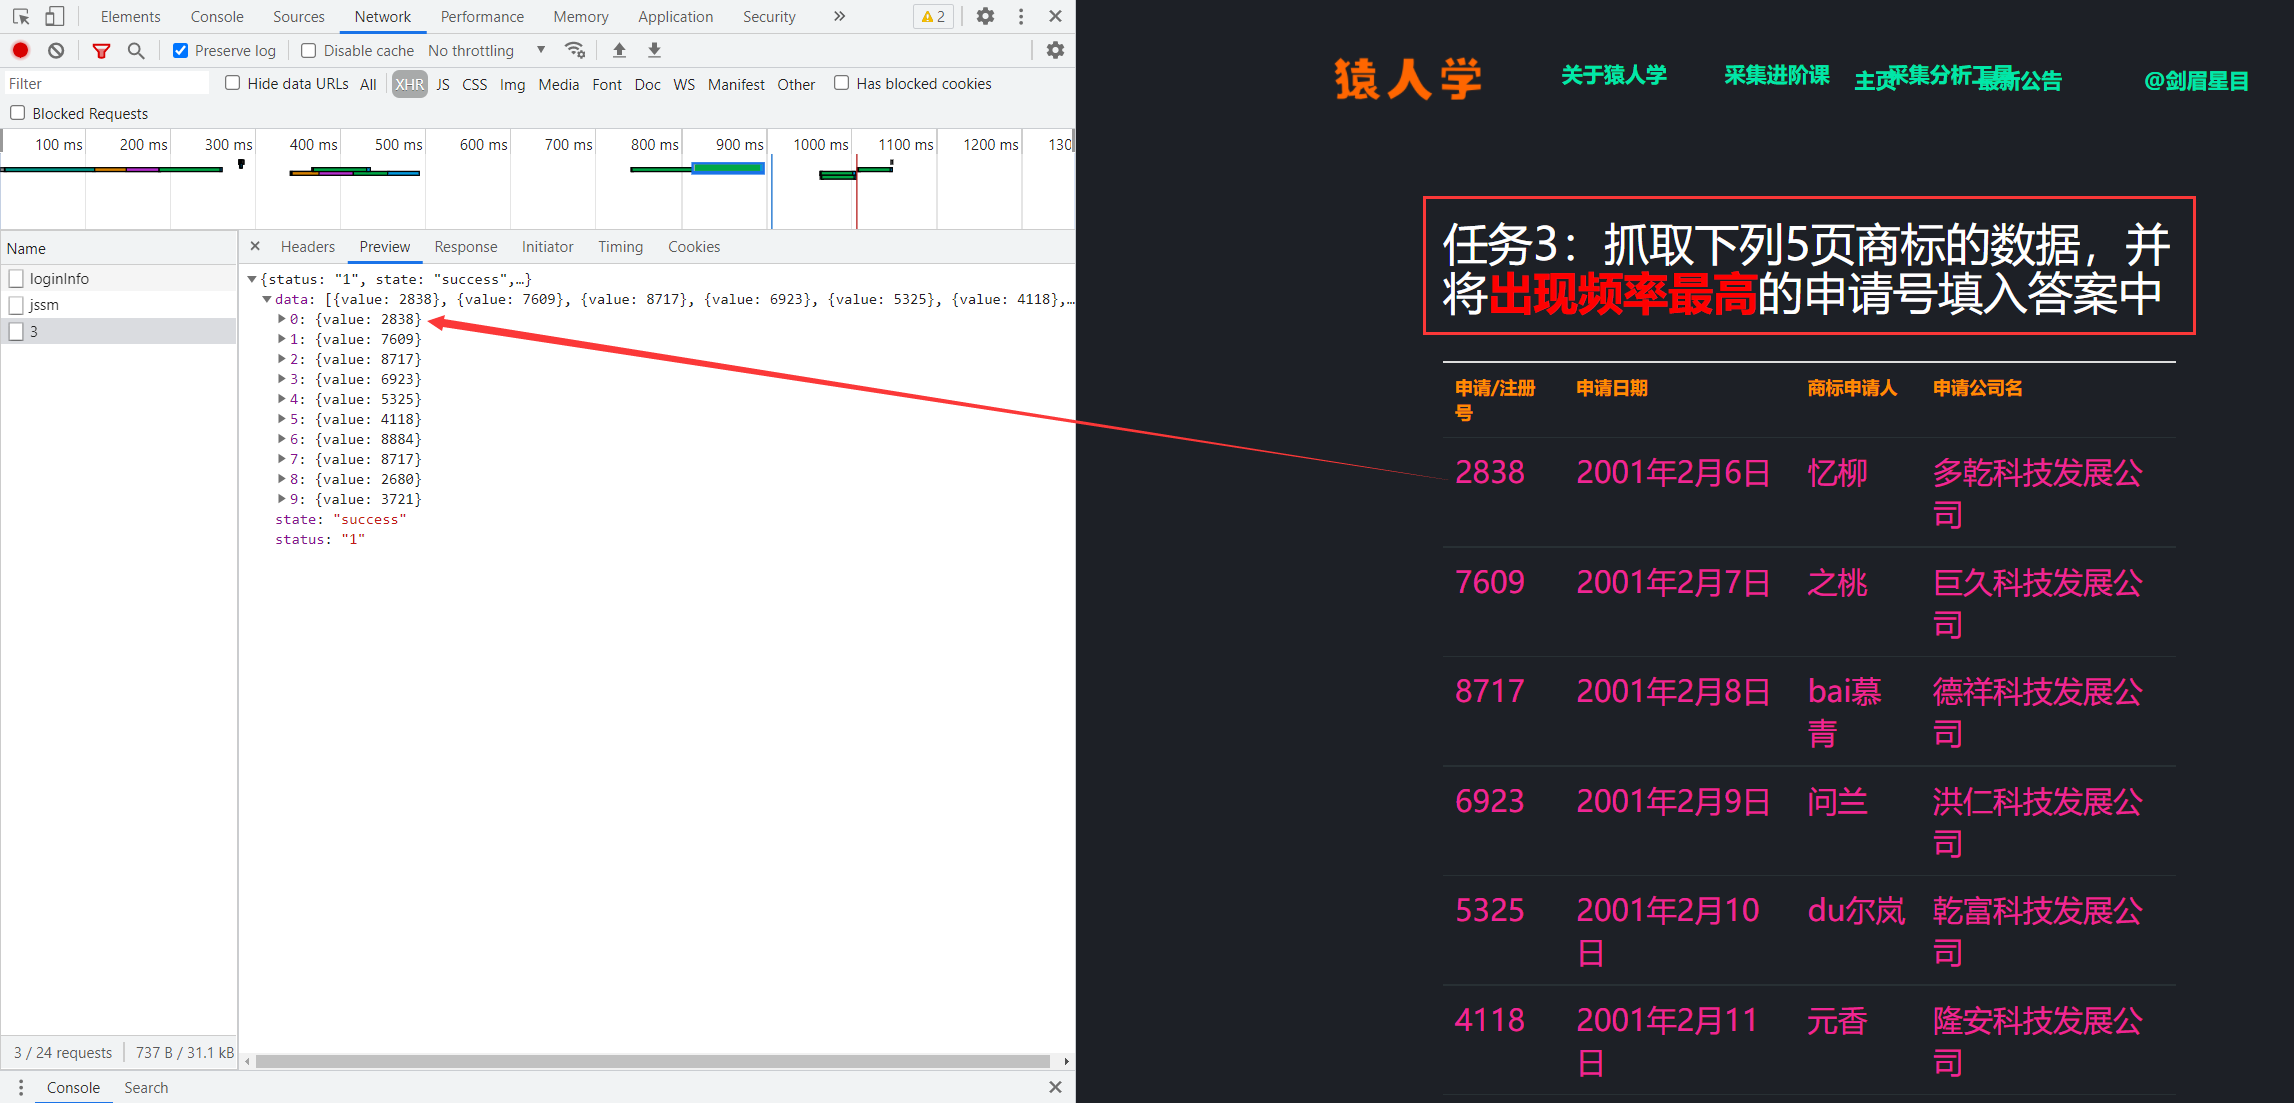 Elements Console Sources Network Performance Memory Application Security 2
Preserve log Disable cache No throttling
Filter Hide data URLs All XHR JS CSS Img Media Font Doc WS Manifest Other Has blocked cookies
Blocked Requests
100 ms 200 ms 300 ms 400 ms 500 ms 600 ms 700 ms 800 ms 900 ms 1000 ms 1100 ms 1200 ms 130
Name
loginInfo
jssm
3
3 / 24 requests 737 B / 31.1 kB
Headers Preview Response Initiator Timing Cookies
{status: "1", state: "success",…}
data: [{value: 2838}, {value: 7609}, {value: 8717}, {value: 6923}, {value: 5325}, {value: 4118},…
0: {value: 2838}
1: {value: 7609}
2: {value: 8717}
3: {value: 6923}
4: {value: 5325}
5: {value: 4118}
6: {value: 8884}
7: {value: 8717}
8: {value: 2680}
9: {value: 3721}
state: "success"
status: "1"
Console Search
猿人学
关于猿人学 采集进阶课 主页 采集分析工具 最新公告 @剑眉星目
任务3：抓取下列5页商标的数据，并
将出现频率最高的申请号填入答案中
申请/注册 申请日期 商标申请人 申请公司名
号
2838 2001年2月6日 忆柳 多乾科技发展公
司
7609 2001年2月7日 之桃 巨久科技发展公
司
8717 2001年2月8日 bai慕 德祥科技发展公
青 司
6923 2001年2月9日 问兰 洪仁科技发展公
司
5325 2001年2月10 du尔岚 乾富科技发展公
日 司
4118 2001年2月11 元香 隆安科技发展公
日 司